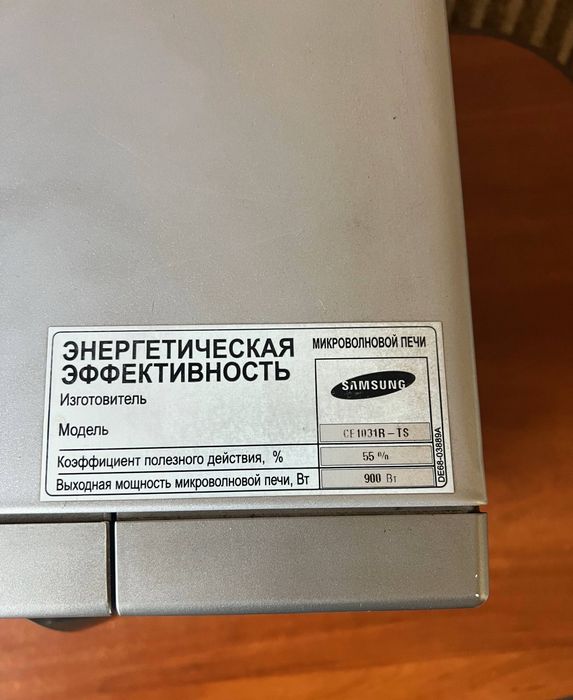 ЭНЕРГЕТИЧЕСКАЯ
ЭФФЕКТИВНОСТЬ
МИКРОВОЛНОВОЙ ПЕЧИ
Изготовитель
SAMSUNG
Модель
CE1031R-TS
Коэффициент полезного действия, %
55 %
Выходная мощность микроволновой печи, Вт
900 Вт
DE68-03889A